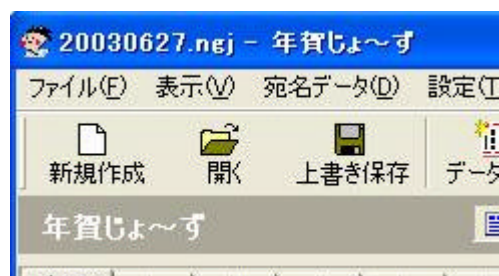 20030627.ngj - 年賀じょ～ず
ファイル(F) 表示(V) 宛名データ(D) 設定(T
新規作成 開く 上書き保存 データ
年賀じょ～ず